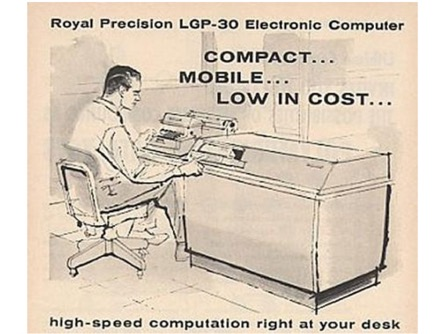 Royal Precision LGP-30 Electronic Computer
COMPACT...
MOBILE...
LOW IN COST...
high-speed computation right at your desk